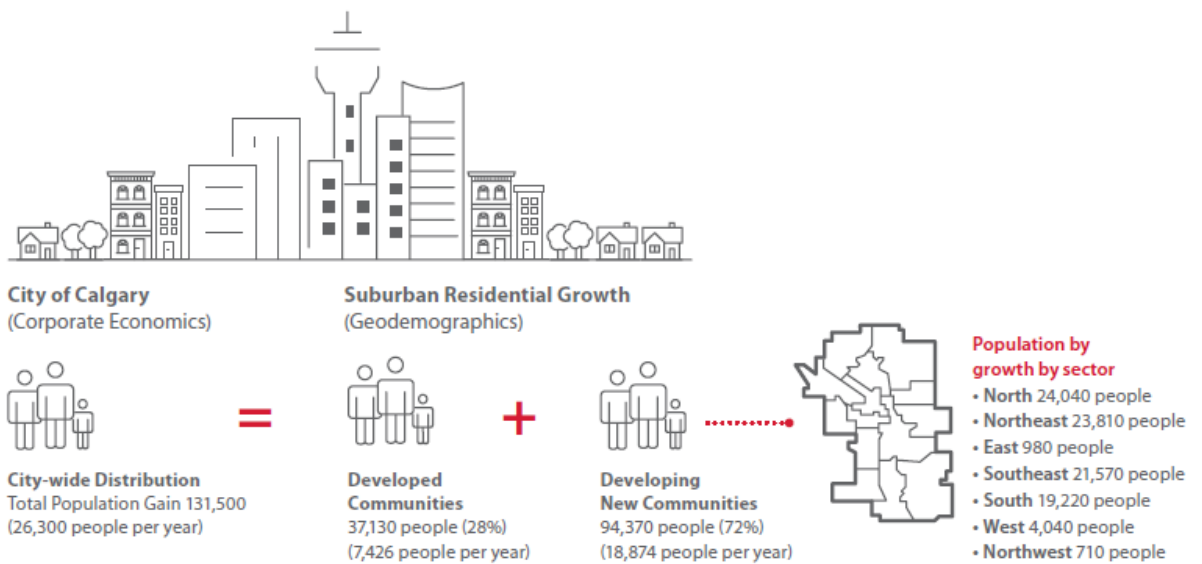 City of Calgary
(Corporate Economics)
Suburban Residential Growth
(Geodemographics)
=
+
City-wide Distribution
Total Population Gain 131,500
(26,300 people per year)
Developed
Communities
37,130 people (28%)
(7,426 people per year)
Developing
New Communities
94,370 people (72%)
(18,874 people per year)
Population by
growth by sector
• North 24,040 people
• Northeast 23,810 people
• East 980 people
• Southeast 21,570 people
• South 19,220 people
• West 4,040 people
• Northwest 710 people